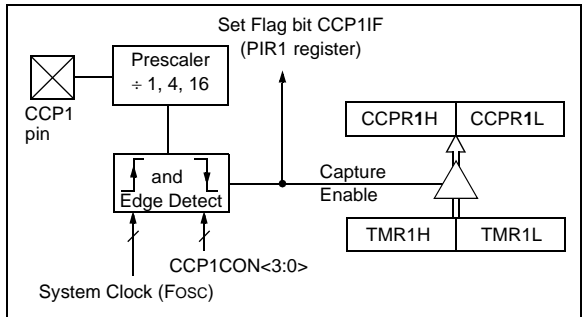 Set Flag bit CCP1IF
(PIR1 register)
Prescaler
÷ 1, 4, 16
CCP1
pin
CCPR1H
CCPR1L
and
Edge Detect
Capture
Enable
TMR1H
TMR1L
CCP1CON<3:0>
System Clock (FOSC)